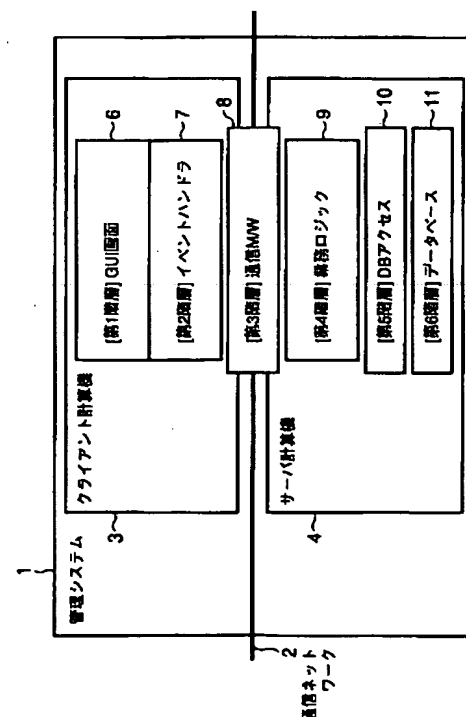 1
管理システム
3
クライアント計算機
[第1階層] GUI画面
6
[第2階層] イベントハンドラ
7
[第3階層] 通信M/W
8
2
通信ネット
ワーク
4
サーバ計算機
[第4階層] 業務ロジック
9
[第5階層] DBアクセス
10
[第6階層] データベース
11